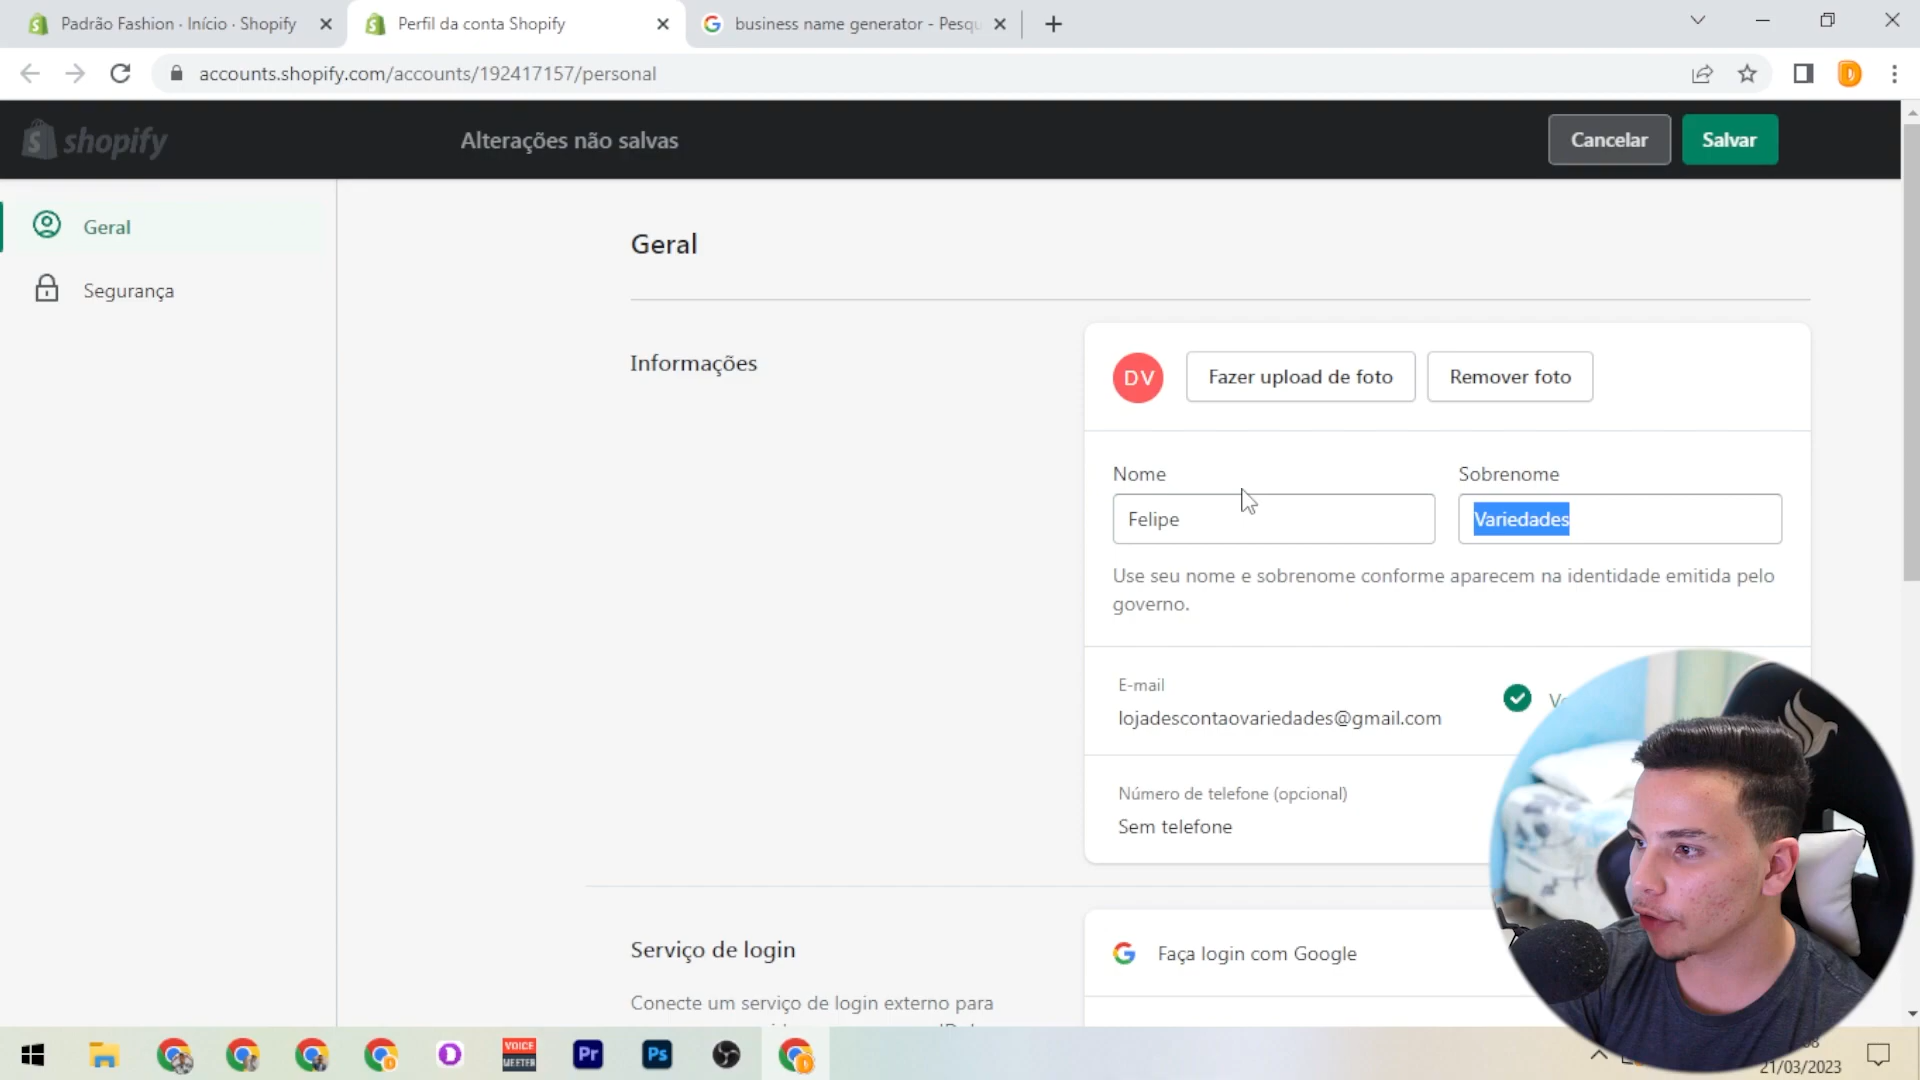 Padrão Fashion · Início · Shopify
Perfil da conta Shopify
business name generator - Pesqu
accounts.shopify.com/accounts/192417157/personal
shopify
Alterações não salvas
Cancelar
Salvar
Geral
Segurança
Geral
Informações
DV
Fazer upload de foto
Remover foto
Nome
Sobrenome
Felipe
Variedades
Use seu nome e sobrenome conforme aparecem na identidade emitida pelo
governo.
E-mail
lojadescontaovariedades@gmail.com
Número de telefone (opcional)
Sem telefone
Serviço de login
Faça login com Google
Conecte um serviço de login externo para
VOICE
MEETER
Pr
Ps
21/03/2023